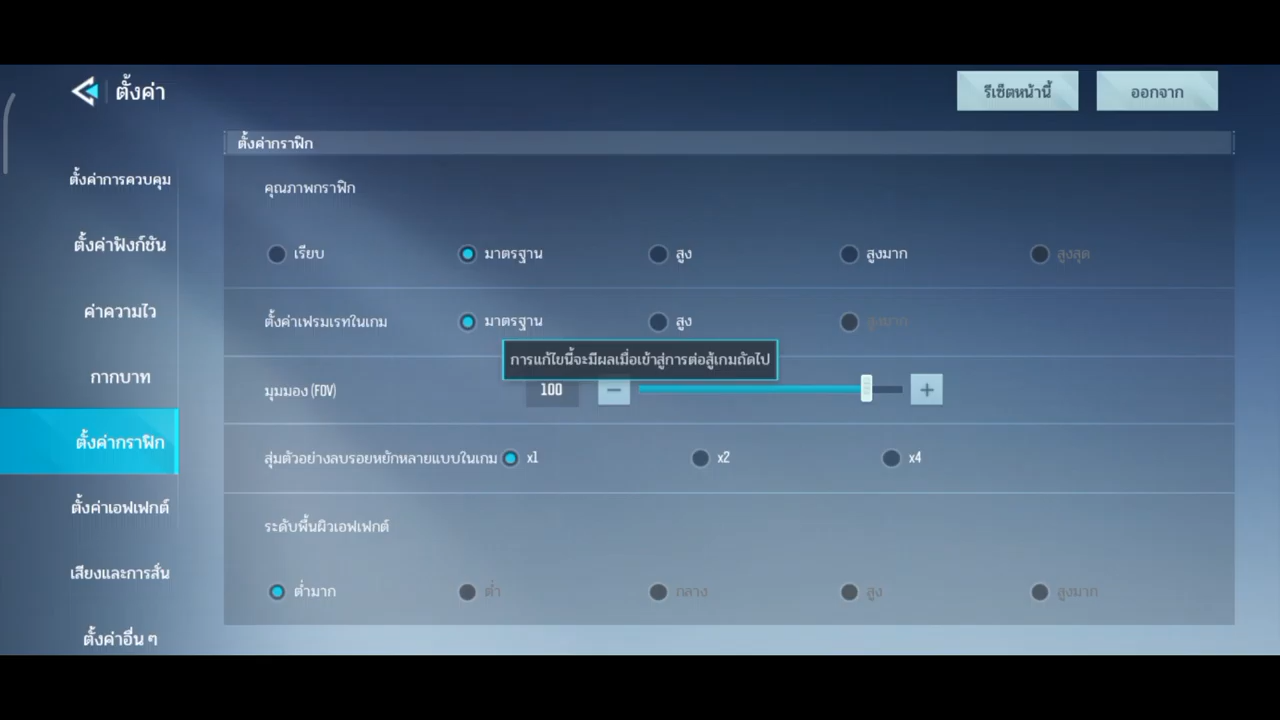 ตั้งค่า
รีเซ็ตหน้านี้
ออกจาก
ตั้งค่าการควบคุม
ตั้งค่าฟังก์ชัน
ค่าความไว
กากบาท
ตั้งค่ากราฟิก
ตั้งค่าเอฟเฟกต์
เสียงและการสั่น
ตั้งค่าอื่น ๆ
ตั้งค่ากราฟิก
คุณภาพกราฟิก
เรียบ มาตรฐาน สูง สูงมาก สูงสุด
ตั้งค่าเฟรมเรทในเกม มาตรฐาน สูง สูงมาก
การแก้ไขนี้จะมีผลเมื่อเข้าสู่การต่อสู้เกมถัดไป
มุมมอง (FOV) 100 − +
สุ่มตัวอย่างลบรอยหยักหลายแบบในเกม x1 x2 x4
ระดับพื้นผิวเอฟเฟกต์
ต่ำมาก ต่ำ กลาง สูง สูงมาก